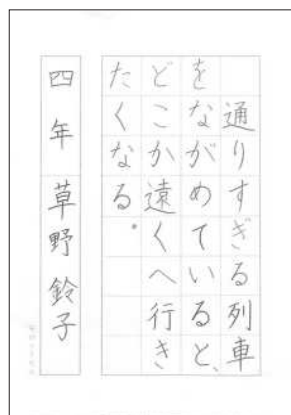 通りすぎる列車
をながめていると、
どこか遠くへ行き
たくなる。
四年 草野鈴子